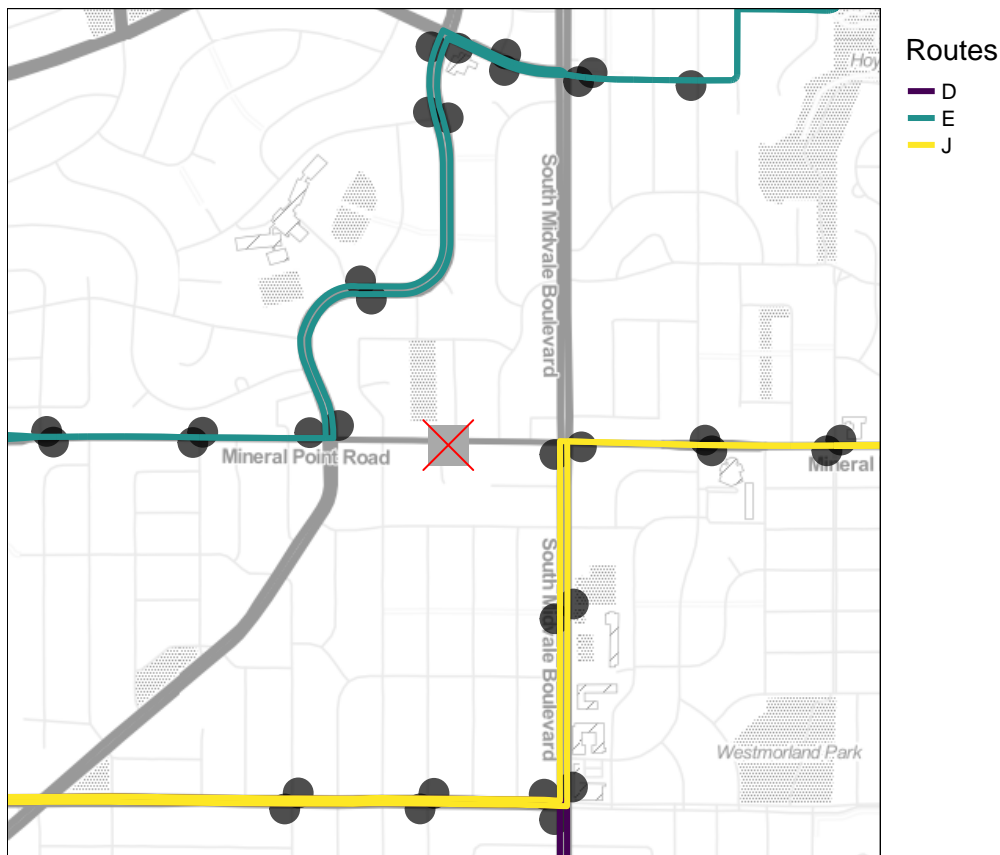 Routes
D
E
J
Hoy
South Midvale Boulevard
Mineral Point Road
Mineral
South Midvale Boulevard
Westmorland Park